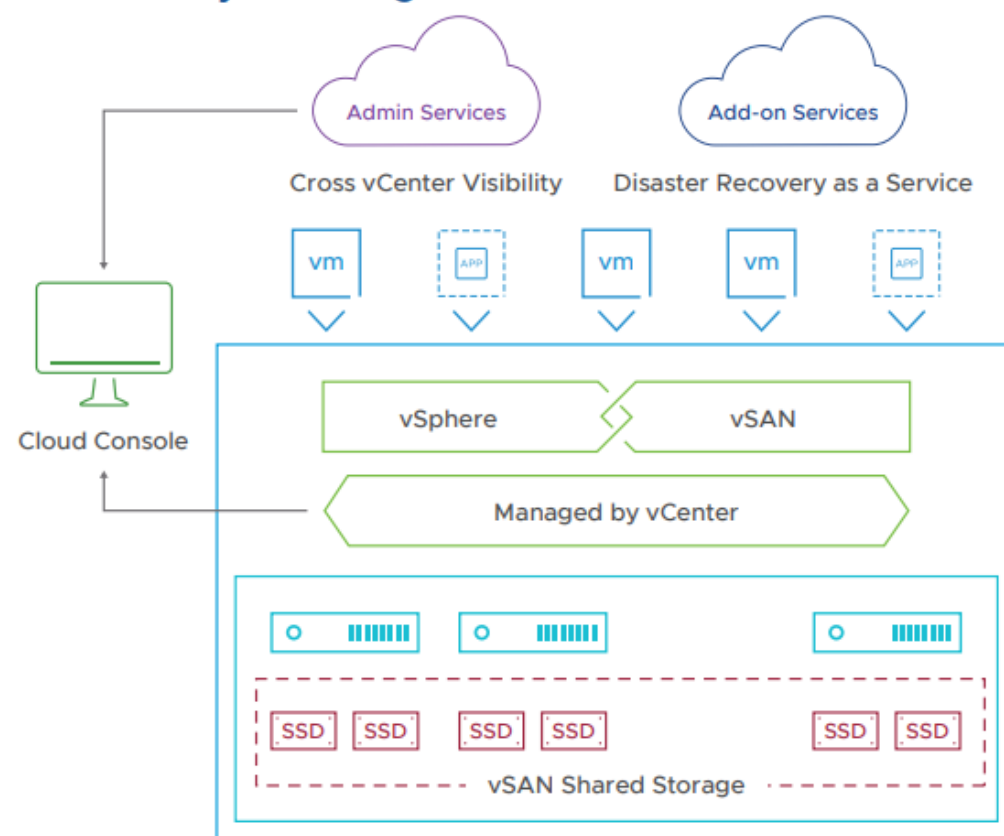 Admin Services
Add-on Services
Cross vCenter Visibility
Disaster Recovery as a Service
vm
APP
vm
vm
APP
vSphere
vSAN
Cloud Console
Managed by vCenter
SSD
SSD
SSD
SSD
SSD
SSD
vSAN Shared Storage